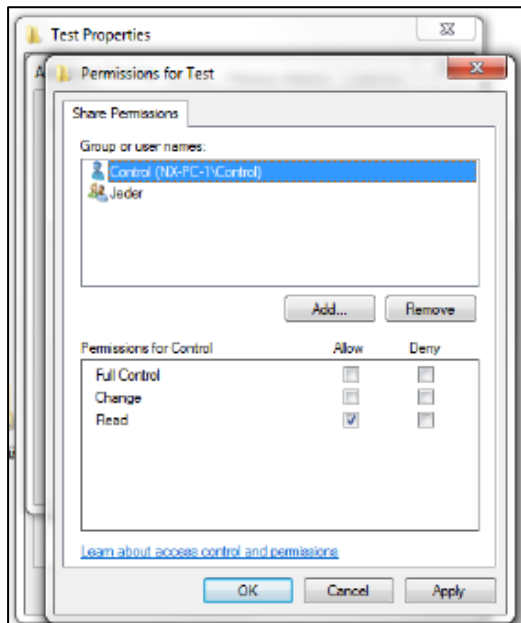 Test Properties
Permissions for Test
Share Permissions
Group or user names:
Control (NX-PC-1\Control)
Jeder
Add... Remove
Permissions for Control Allow Deny
Full Control
Change
Read
Learn about access control and permissions
OK Cancel Apply